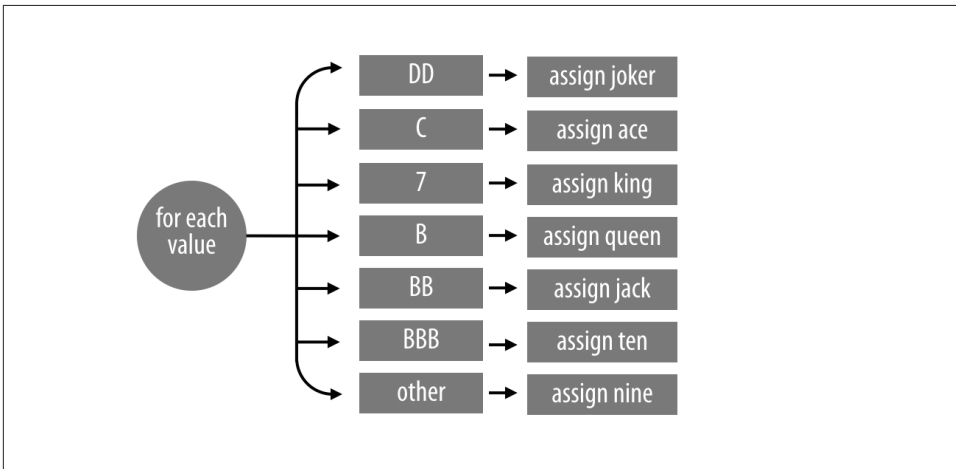 for each
value
DD
assign joker
C
assign ace
7
assign king
B
assign queen
BB
assign jack
BBB
assign ten
other
assign nine